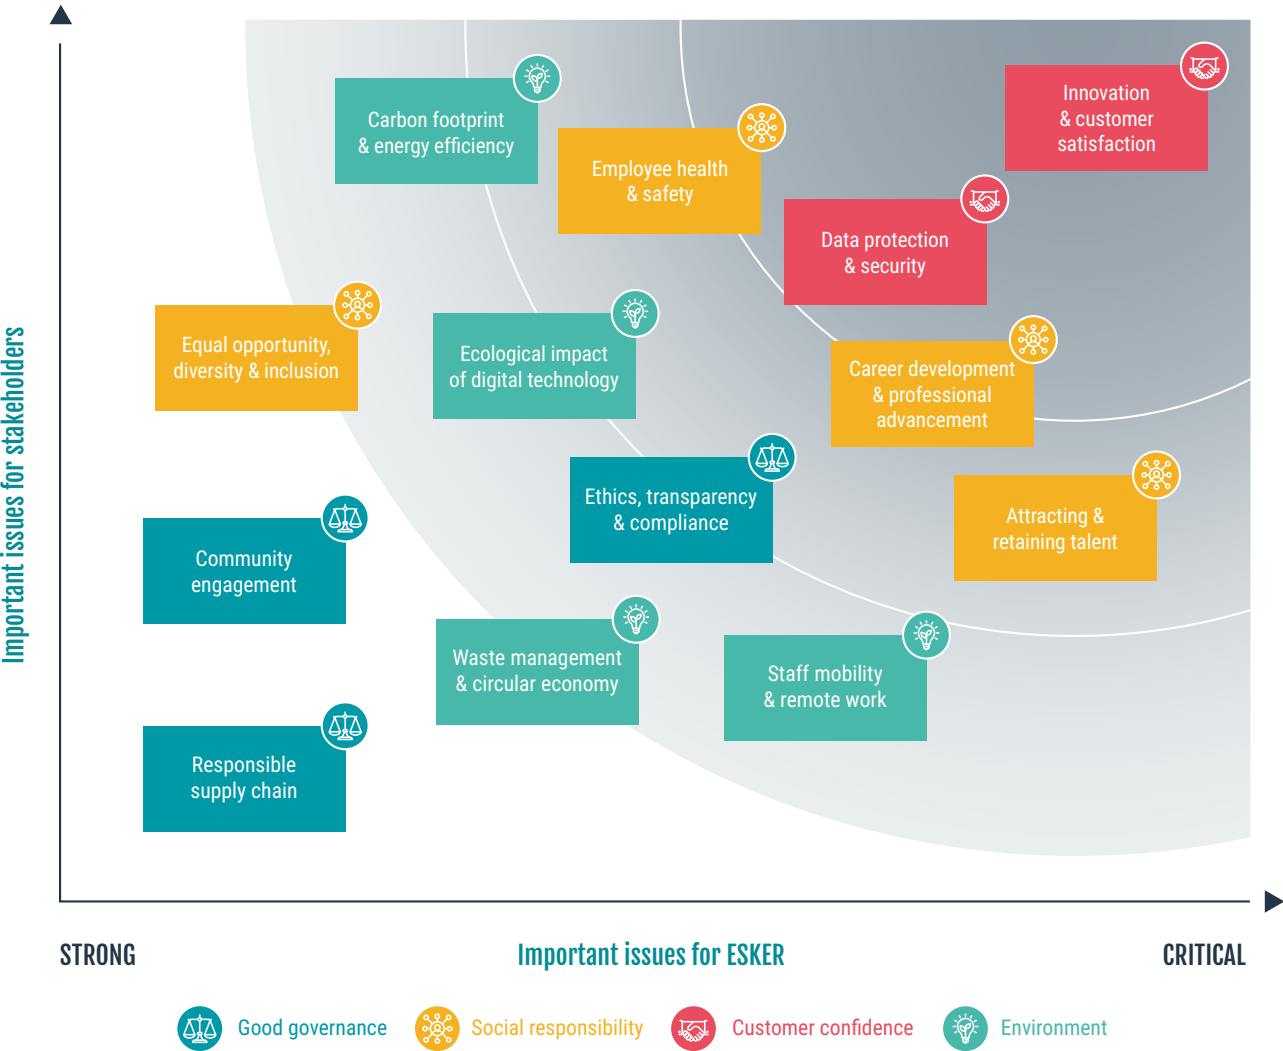 Important issues for stakeholders
Carbon footprint
& energy efficiency
Employee health
& safety
Innovation
& customer
satisfaction
Data protection
& security
Equal opportunity,
diversity & inclusion
Ecological impact
of digital technology
Career development
& professional
advancement
Ethics, transparency
& compliance
Attracting &
retaining talent
Community
engagement
Waste management
& circular economy
Staff mobility
& remote work
Responsible
supply chain
STRONG
Important issues for ESKER
CRITICAL
Good governance
Social responsibility
Customer confidence
Environment